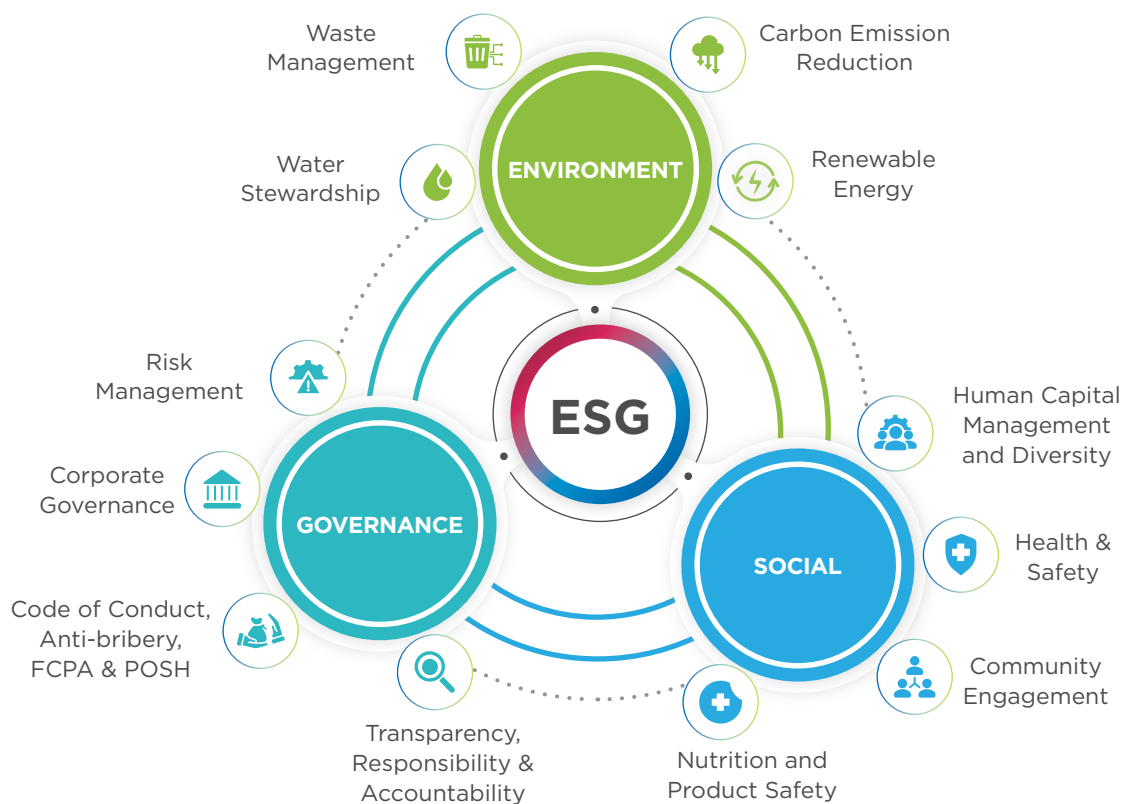 Waste
Management
Carbon Emission
Reduction
ENVIRONMENT
Water
Stewardship
Renewable
Energy
Risk
Management
ESG
Human Capital
Management
and Diversity
Corporate
Governance
GOVERNANCE
SOCIAL
Health &
Safety
Code of Conduct,
Anti-bribery,
FCPA & POSH
Community
Engagement
Transparency,
Responsibility &
Accountability
Nutrition and
Product Safety